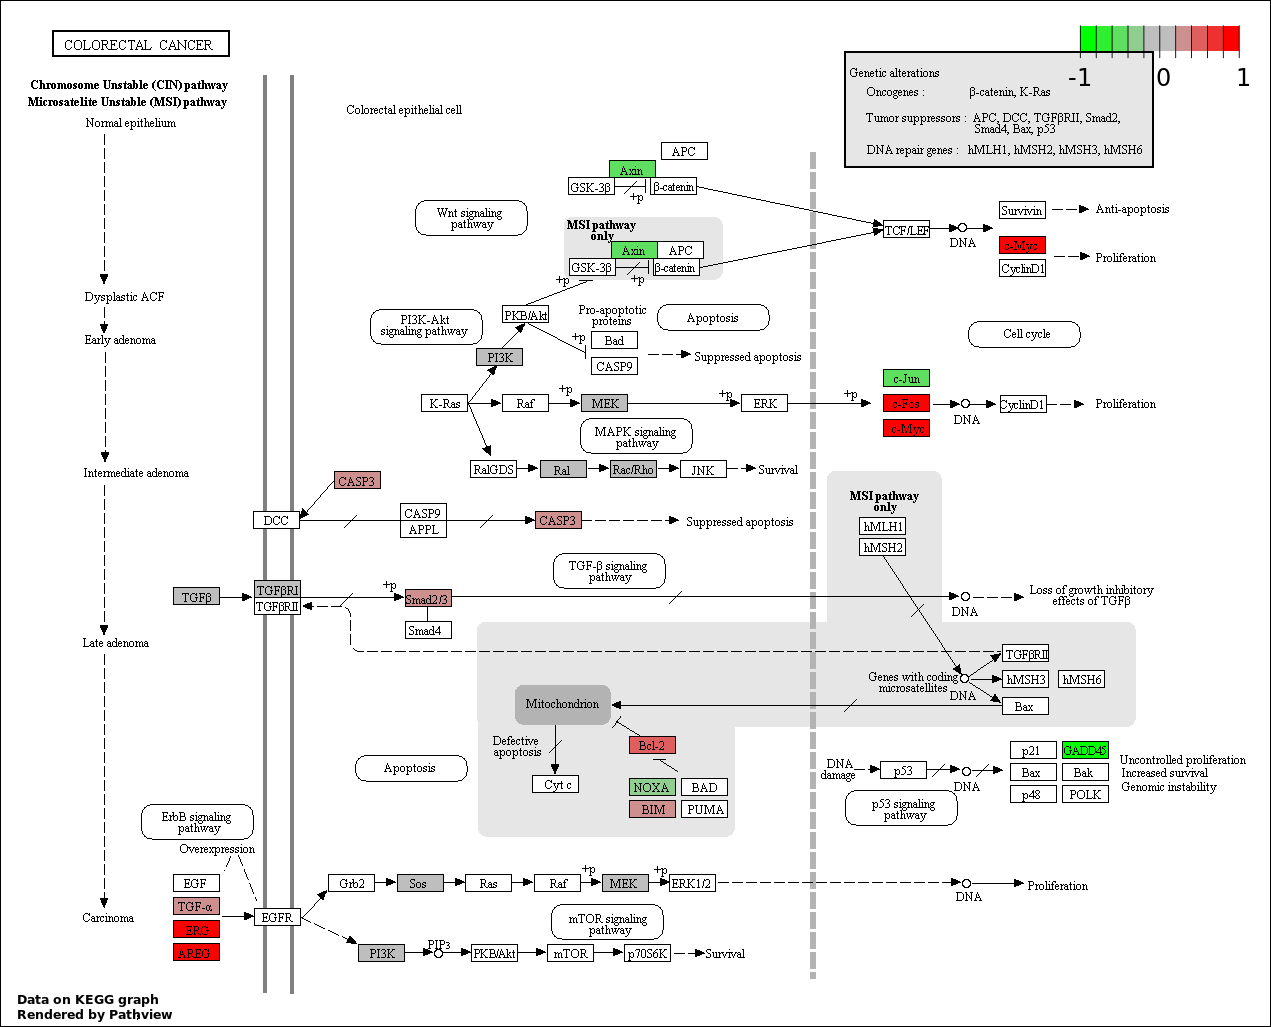 COLORECTAL CANCER
-1 0 1
Chromosome Unstable (CIN) pathway
Microsatelite Unstable (MSI) pathway
Normal epithelium
Dysplastic ACF
Early adenoma
Intermediate adenoma
Late adenoma
Carcinoma
Colorectal epithelial cell
Genetic alterations
Oncogenes : β-catenin, K-Ras
Tumor suppressors : APC, DCC, TGFβRII, Smad2,
Smad4, Bax, p53
DNA repair genes : hMLH1, hMSH2, hMSH3, hMSH6
APC
Axin
GSK-3β
β-catenin
+p
Wnt signaling
pathway
MSI pathway
only
Axin
APC
GSK-3β
β-catenin
+p
+p
TCF/LEF
DNA
Survivin
Anti-apoptosis
c-Myc
CyclinD1
Proliferation
PI3K-Akt
signaling pathway
PKB/Akt
Pro-apoptotic
proteins
Apoptosis
+p
Bad
CASP9
Suppressed apoptosis
Cell cycle
PI3K
K-Ras
Raf
+p
MEK
+p
ERK
+p
c-Jun
c-Fos
c-Myc
DNA
CyclinD1
Proliferation
MAPK signaling
pathway
RalGDS
Ral
Rac/Rho
JNK
Survival
CASP3
DCC
CASP9
APPL
CASP3
Suppressed apoptosis
MSI pathway
only
hMLH1
hMSH2
TGF-β signaling
pathway
TGFβ
TGFβRI
TGFβRII
+p
Smad2/3
Smad4
DNA
Loss of growth inhibitory
effects of TGFβ
Genes with coding
microsatellites
DNA
TGFβRII
hMSH3
hMSH6
Bax
Mitochondrion
Defective
apoptosis
Cyt c
Bcl-2
NOXA
BAD
BIM
PUMA
Apoptosis
DNA
damage
p53
DNA
p21
GADD45
Bax
Bak
p48
POLK
Uncontrolled proliferation
Increased survival
Genomic instability
p53 signaling
pathway
ErbB signaling
pathway
Overexpression
EGF
TGF-α
ERG
AREG
EGFR
Grb2
Sos
Ras
Raf
+p
MEK
+p
ERK1/2
DNA
Proliferation
mTOR signaling
pathway
PI3K
PIP3
PKB/Akt
mTOR
p70S6K
Survival
Data on KEGG graph
Rendered by Pathview